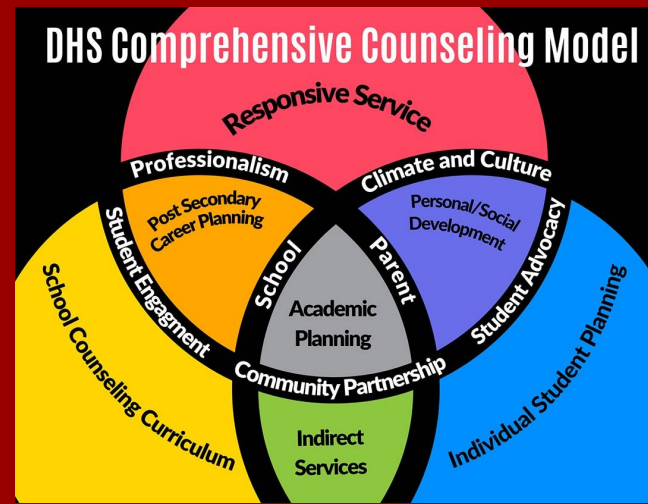 DHS Comprehensive Counseling Model
Responsive Service
Professionalism
Climate and Culture
Post Secondary
Career Planning
Personal/Social
Development
Student Engagment
School
Parent
Student Advocacy
Academic
Planning
School Counseling Curriculum
Community Partnership
Individual Student Planning
Indirect
Services